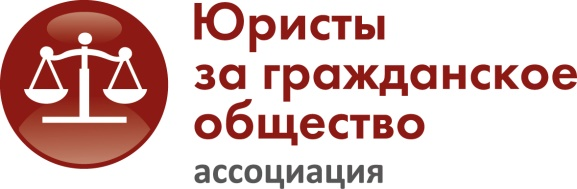 Юристы
за гражданское
общество
ассоциация